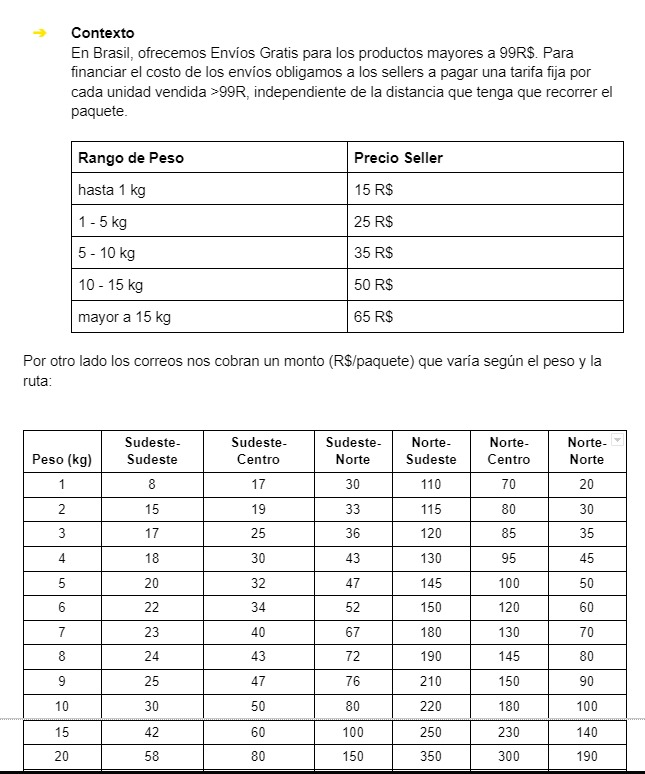 ➔ Contexto
En Brasil, ofrecemos Envíos Gratis para los productos mayores a 99R$. Para
financiar el costo de los envíos obligamos a los sellers a pagar una tarifa fija por
cada unidad vendida >99R, independiente de la distancia que tenga que recorrer el
paquete.
Rango de Peso Precio Seller
hasta 1 kg 15 R$
1 - 5 kg 25 R$
5 - 10 kg 35 R$
10 - 15 kg 50 R$
mayor a 15 kg 65 R$
Por otro lado los correos nos cobran un monto (R$/paquete) que varía según el peso y la
ruta:
Sudeste- Sudeste- Sudeste- Norte- Norte- Norte-
Peso (kg) Sudeste Centro Norte Sudeste Centro Norte
1 8 17 30 110 70 20
2 15 19 33 115 80 30
3 17 25 36 120 85 35
4 18 30 43 130 95 45
5 20 32 47 145 100 50
6 22 34 52 150 120 60
7 23 40 67 180 130 70
8 24 43 72 190 145 80
9 25 47 76 210 150 90
10 30 50 80 220 180 100
15 42 60 100 250 230 140
20 58 80 150 350 300 190